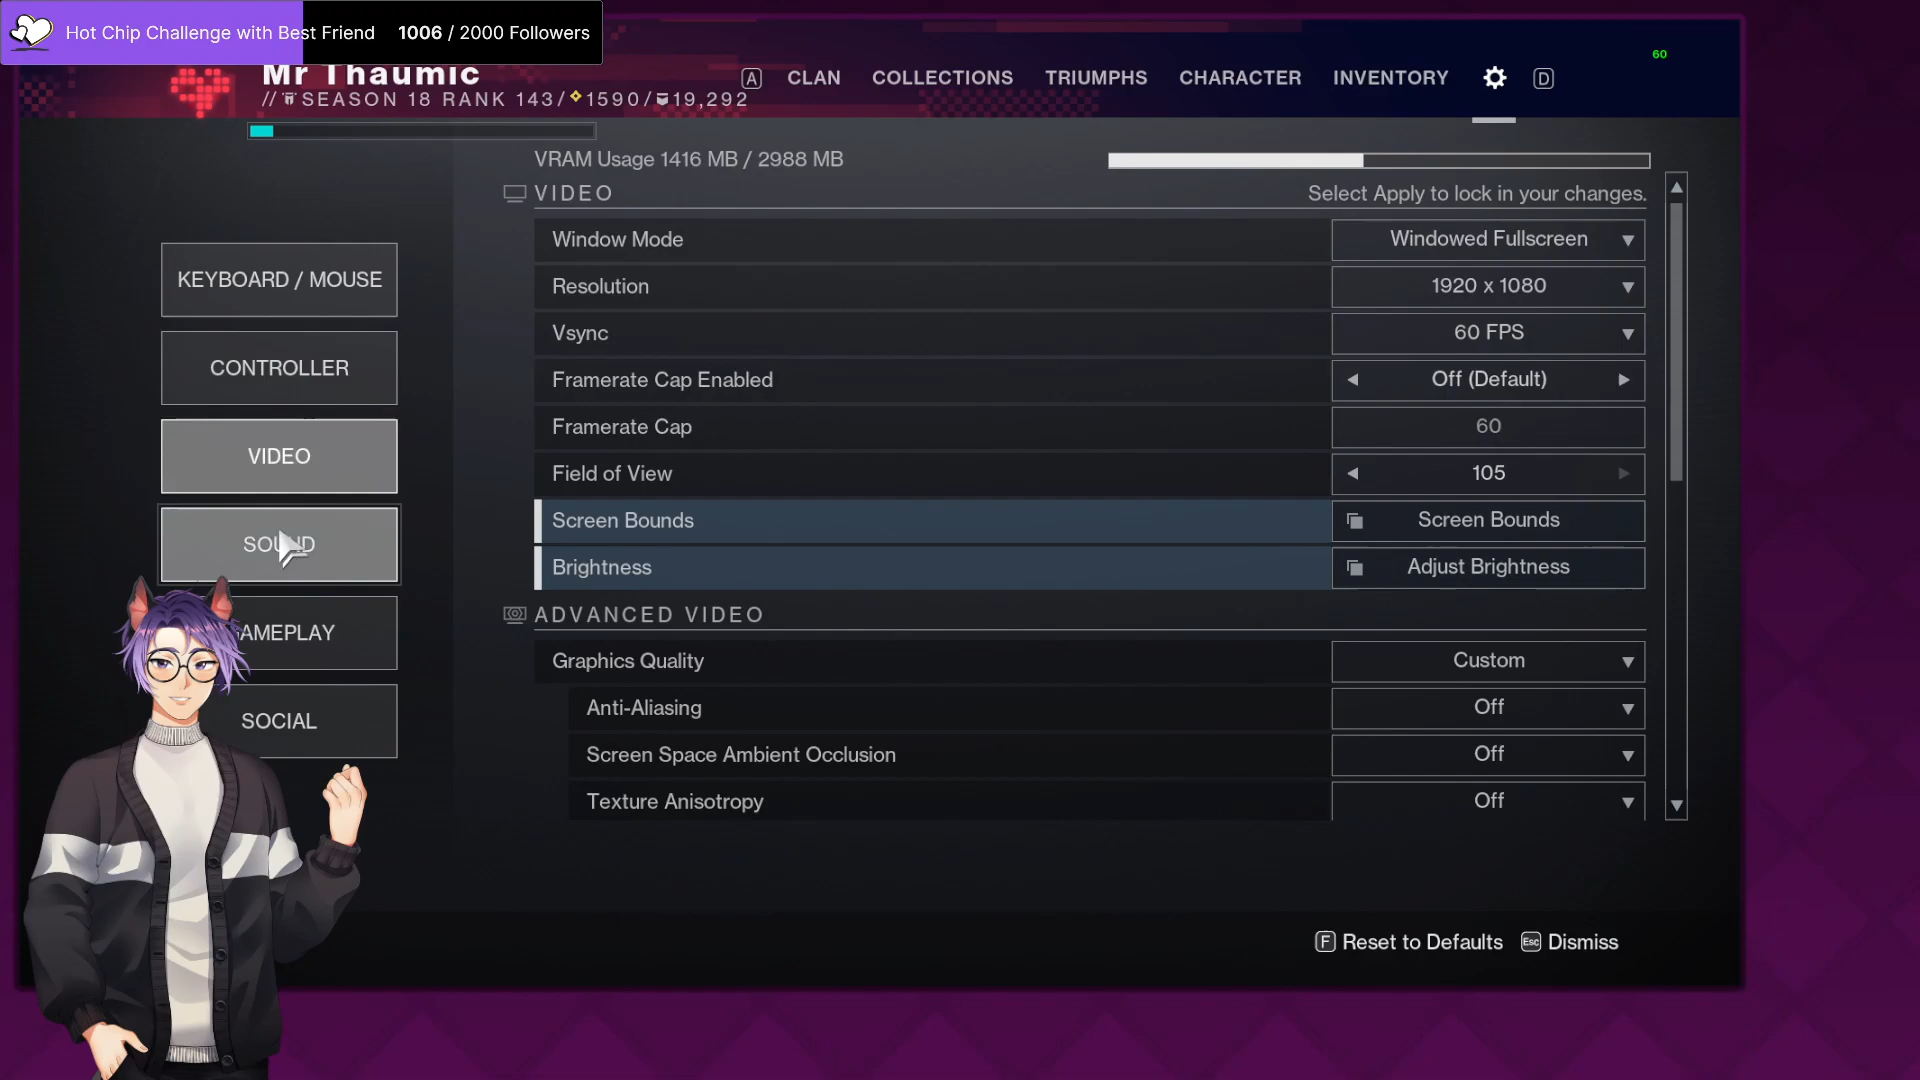 Hot Chip Challenge with Best Friend 1006 / 2000 Followers
Mr Thaumic
// SEASON 18 RANK 143/ 1590/ 19,292
A CLAN COLLECTIONS TRIUMPHS CHARACTER INVENTORY D
60
VRAM Usage 1416 MB / 2988 MB
VIDEO Select Apply to lock in your changes.
Window Mode Windowed Fullscreen
Resolution 1920 x 1080
Vsync 60 FPS
Framerate Cap Enabled Off (Default)
Framerate Cap 60
Field of View 105
Screen Bounds Screen Bounds
Brightness Adjust Brightness
ADVANCED VIDEO
Graphics Quality Custom
Anti-Aliasing Off
Screen Space Ambient Occlusion Off
Texture Anisotropy Off
KEYBOARD / MOUSE
CONTROLLER
VIDEO
SOUND
AMEPLAY
SOCIAL
F Reset to Defaults Esc Dismiss